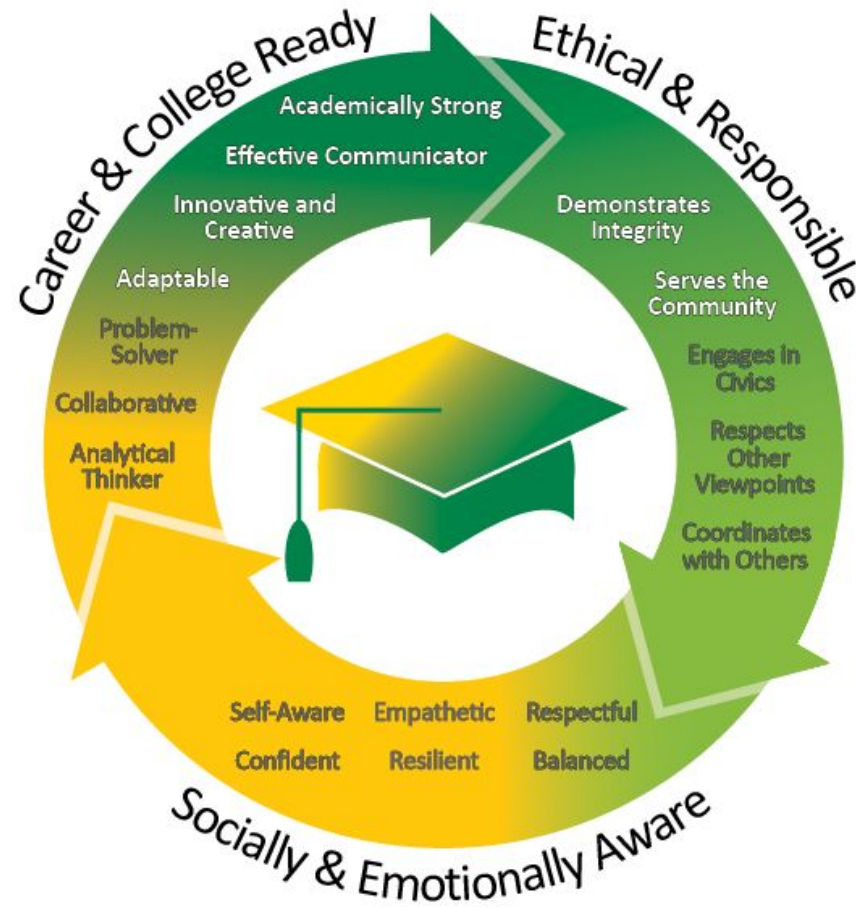 Career & College Ready
Academically Strong
Effective Communicator
Innovative and
Creative
Adaptable
Problem-
Solver
Collaborative
Analytical
Thinker
Ethical & Responsible
Demonstrates
Integrity
Serves the
Community
Engages in
Civics
Respects
Other
Viewpoints
Coordinates
with Others
Self-Aware
Empathetic
Respectful
Confident
Resilient
Balanced
Socially & Emotionally Aware